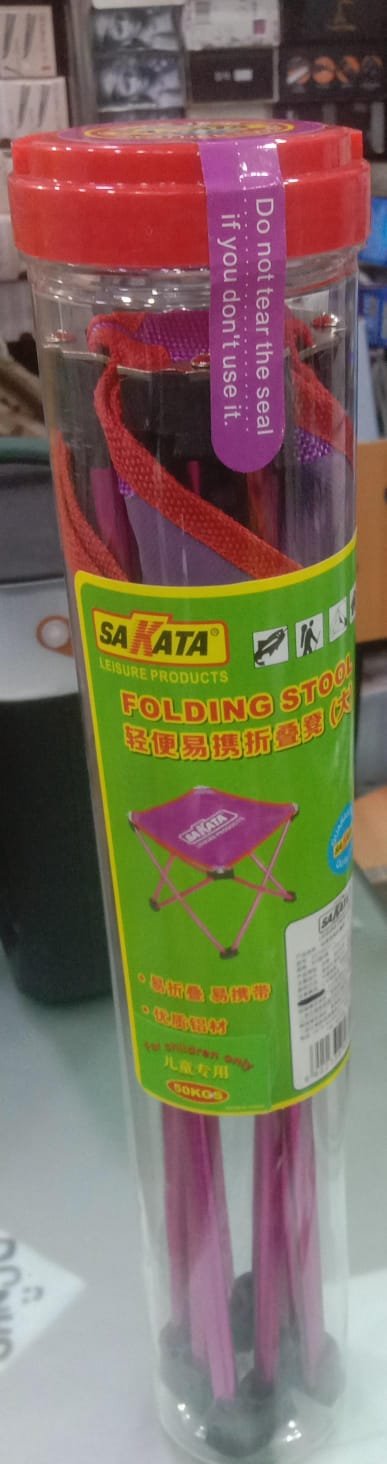 Do not tear the seal
if you don't use it.
SAKATA®
LEISURE PRODUCTS
FOLDING STOOL
轻便易携折叠凳(大
SAKATA
• 易折叠 易携带
• 优质铝材
SAKATA
for children only
儿童专用
50KGS